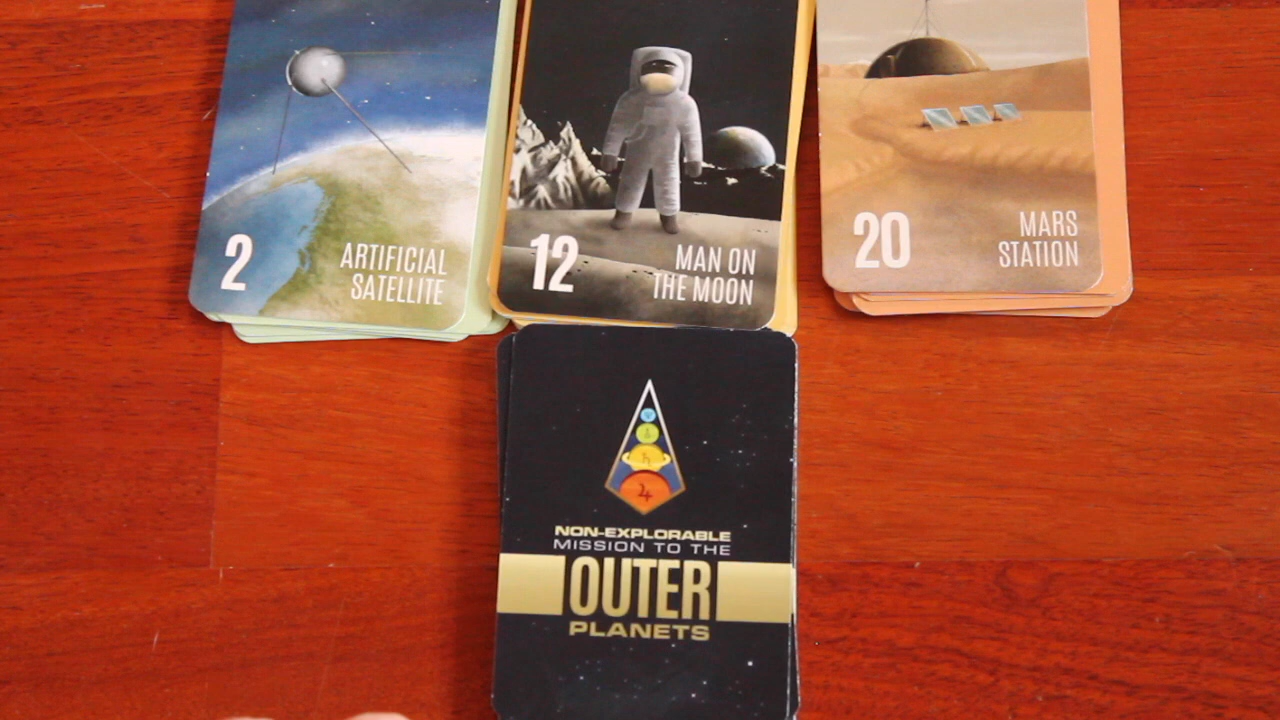 2
ARTIFICIAL
SATELLITE
12
MAN ON
THE MOON
20
MARS
STATION
NON-EXPLORABLE
MISSION TO THE
OUTER
PLANETS